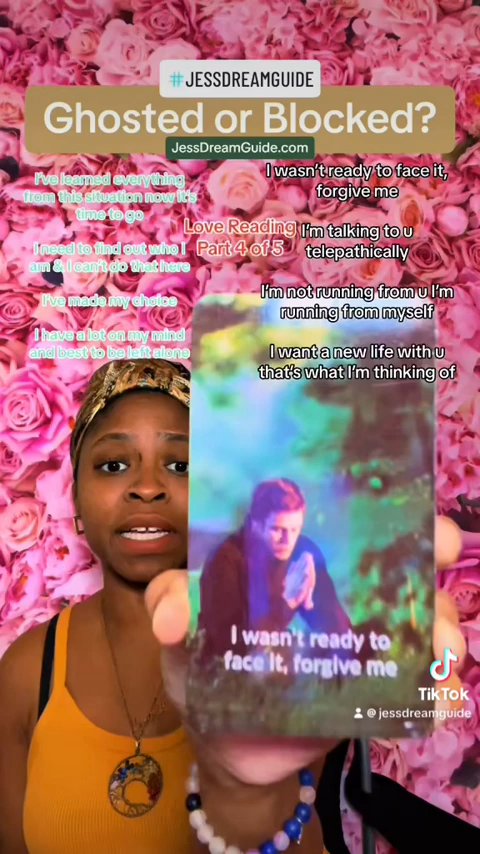 #JESSDREAMGUIDE
Ghosted or Blocked?
JessDreamGuide.com
I've learned everything
from this situation now it's
time to go
I need to find out who I
am & I can't do that here
I've made my choice
I have a lot on my mind
and best to be left alone
Love Reading
Part 4 of 5
I wasn't ready to face it,
forgive me
I'm talking to u
telepathically
I'm not running from u I'm
running from myself
I want a new life with u
that's what I'm thinking of
I wasn't ready to
face it, forgive me
TikTok
@jessdreamguide